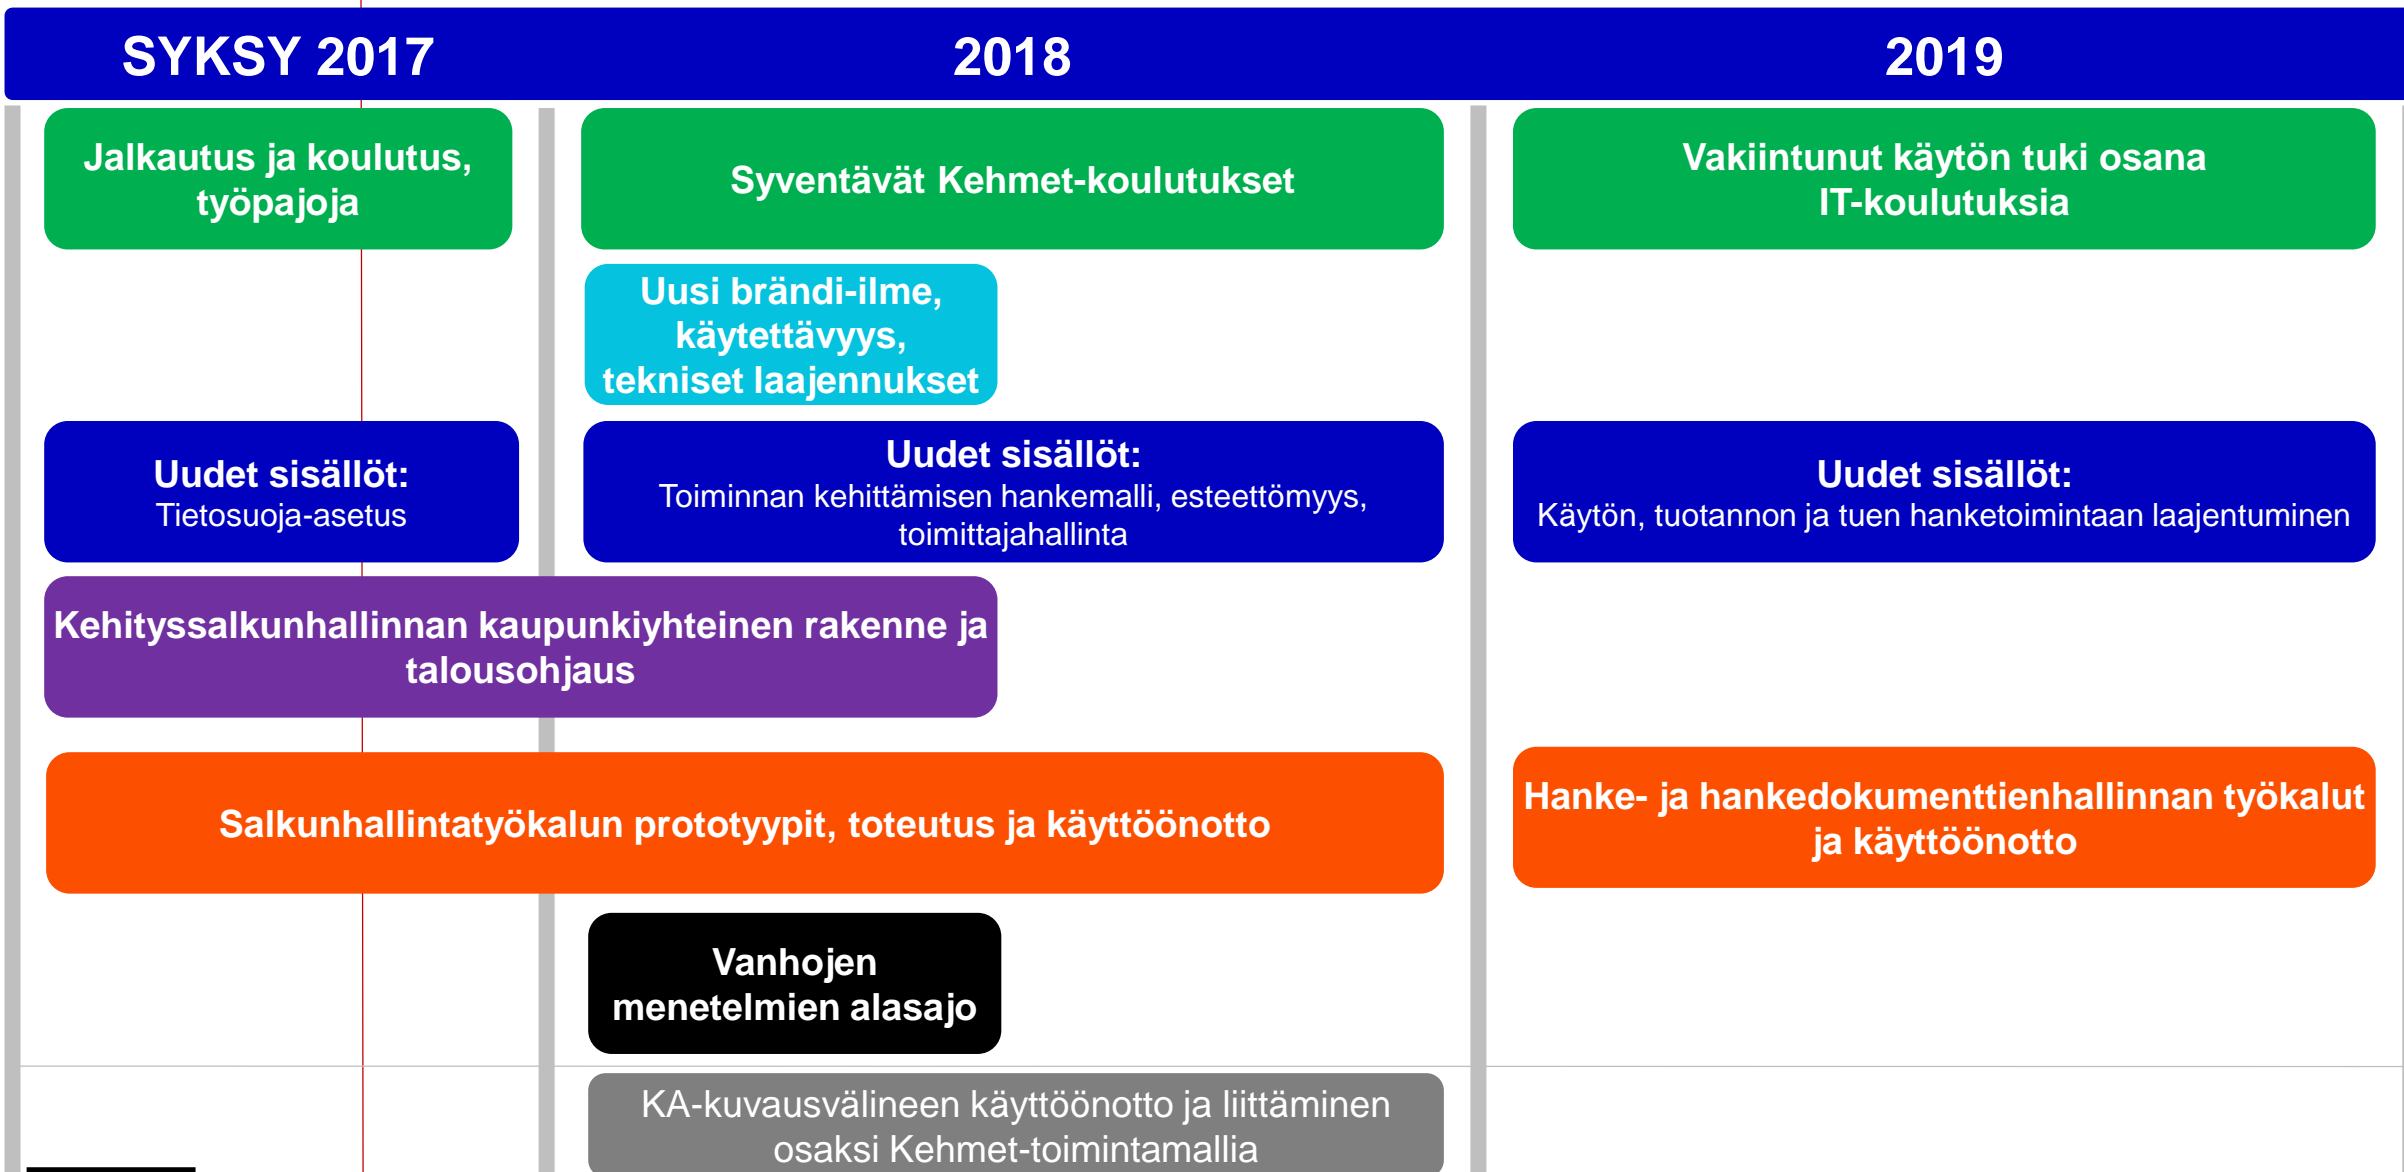 SYKSY 2017
2018
2019
Jalkautus ja koulutus,
työpajoja
Syventävät Kehmet-koulutukset
Vakiintunut käytön tuki osana
IT-koulutuksia
Uusi brändi-ilme,
käytettävyys,
tekniset laajennukset
Uudet sisällöt:
Tietosuoja-asetus
Uudet sisällöt:
Toiminnan kehittämisen hankemalli, esteettömyys,
toimittajahallinta
Uudet sisällöt:
Käytön, tuotannon ja tuen hanketoimintaan laajentuminen
Kehityssalkunhallinnan kaupunkiyhteinen rakenne ja
talousohjaus
Salkunhallintatyökalun prototyypit, toteutus ja käyttöönotto
Hanke- ja hankedokumenttienhallinnan työkalut
ja käyttöönotto
Vanhojen
menetelmien alasajo
KA-kuvausvälineen käyttöönotto ja liittäminen
osaksi Kehmet-toimintamallia